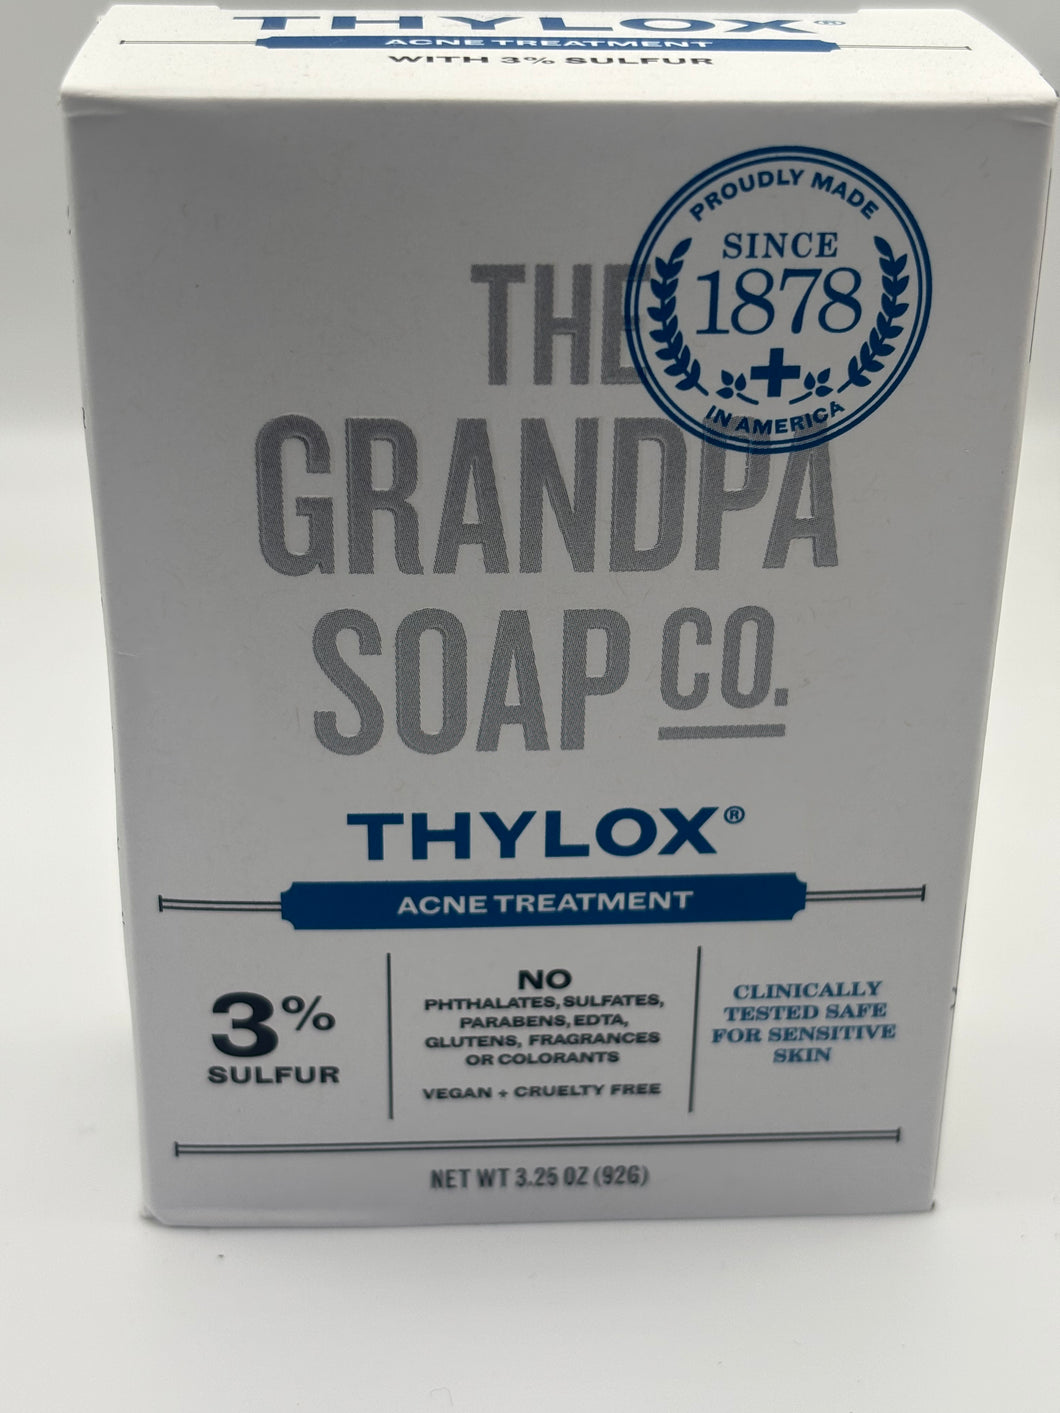 THYLOX®
ACNE TREATMENT
WITH 3% SULFUR
PROUDLY MADE
SINCE
1878
IN AMERICA
THE
GRANDPA
SOAP CO.
THYLOX®
ACNE TREATMENT
3%
SULFUR
NO
PHTHALATES, SULFATES,
PARABENS, EDTA,
GLUTENS, FRAGRANCES
OR COLORANTS
VEGAN + CRUELTY FREE
CLINICALLY
TESTED SAFE
FOR SENSITIVE
SKIN
NET WT 3.25 OZ (92G)